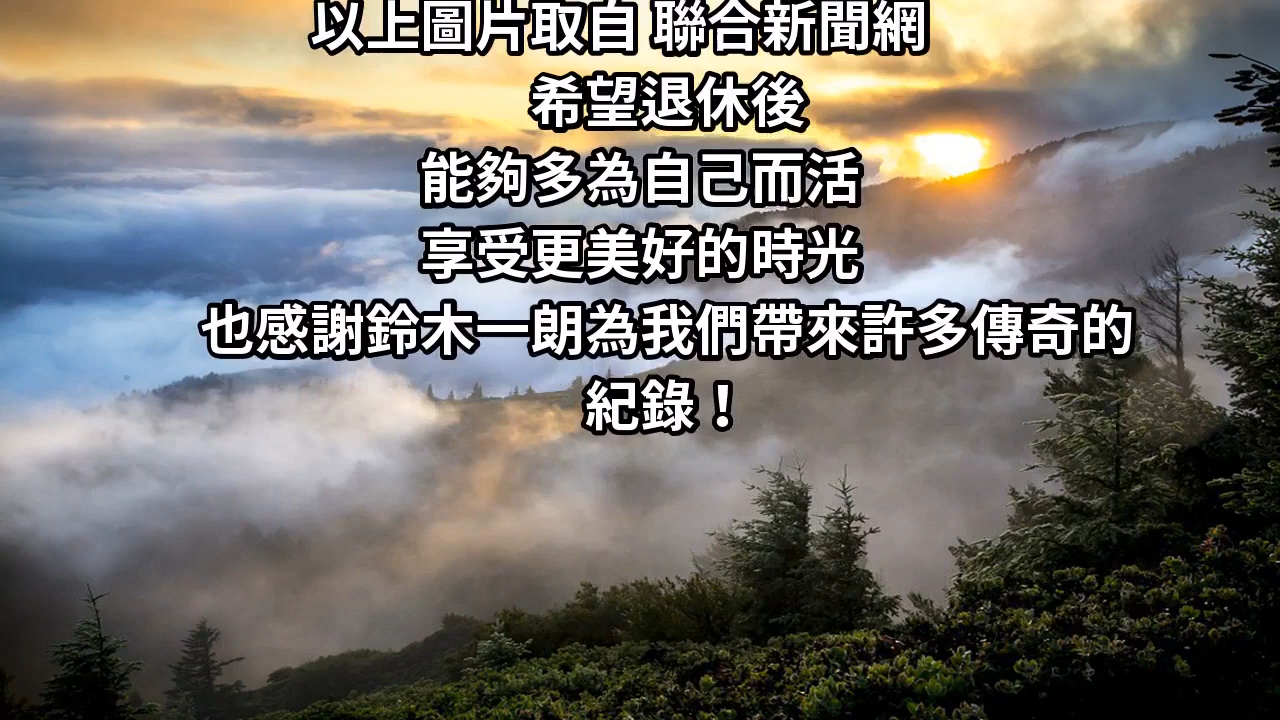 以上圖片取自 聯合新聞網
希望退休後
能夠多為自己而活
享受更美好的時光
也感謝鈴木一朗為我們帶來許多傳奇的
紀錄！